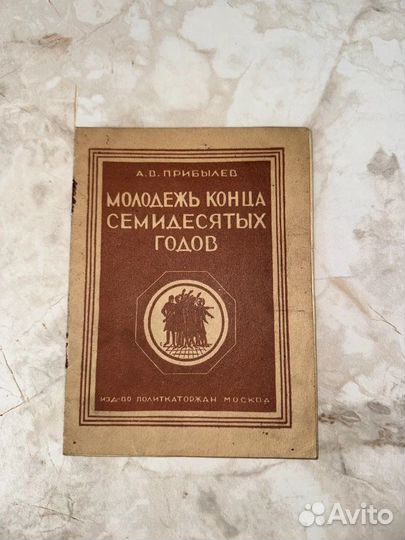 А.В. ПРИБЫЛЕВ
МОЛОДЕЖЬ КОНЦА
СЕМИДЕСЯТЫХ
ГОДОВ
ИЗД-ВО ПОЛИТКАТОРЖАН МОСКВА
Avito